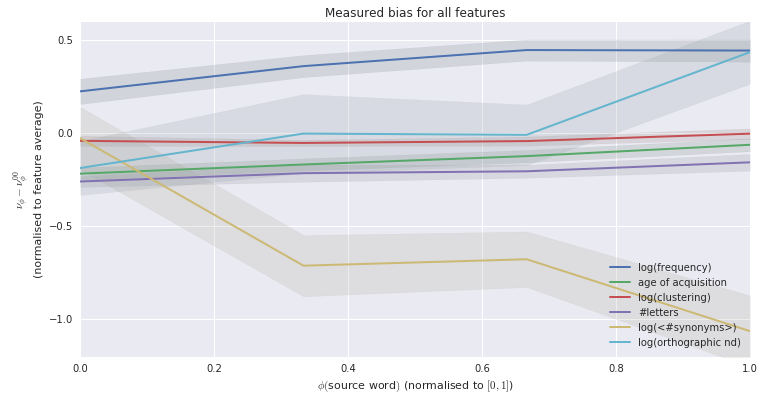 Measured bias for all features
0.5
0.0
−0.5
−1.0
ν_ϕ − ν_ϕ^00
(normalised to feature average)
log(frequency)
age of acquisition
log(clustering)
#letters
log(<#synonyms>)
log(orthographic nd)
0.0 0.2 0.4 0.6 0.8 1.0
ϕ(source word) (normalised to [0, 1])